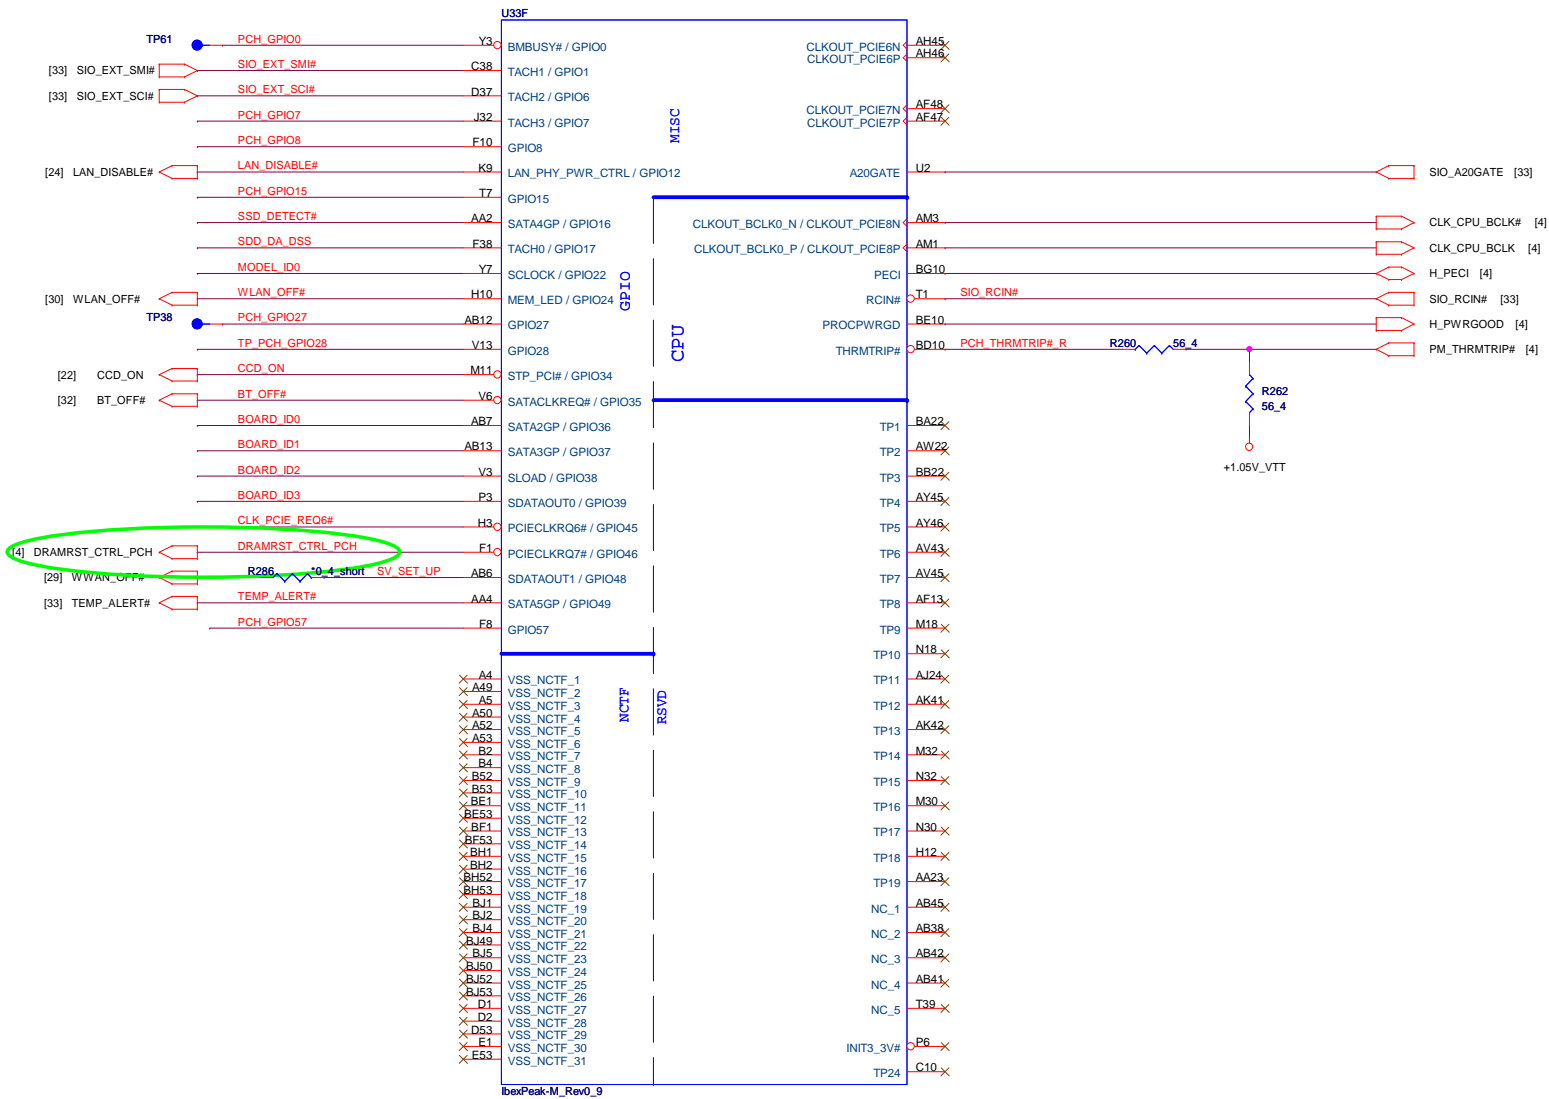 U33F
TP61 PCH_GPIO0 Y3 BMBUSY# / GPIO0 CLKOUT_PCIE6N AH45
CLKOUT_PCIE6P AH46
[33] SIO_EXT_SMI# SIO_EXT_SMI# C38 TACH1 / GPIO1
[33] SIO_EXT_SCI# SIO_EXT_SCI# D37 TACH2 / GPIO6
CLKOUT_PCIE7N AF48
PCH_GPIO7 J32 TACH3 / GPIO7 MISC CLKOUT_PCIE7P AF47
PCH_GPIO8 F10 GPIO8
[24] LAN_DISABLE# LAN_DISABLE# K9 LAN_PHY_PWR_CTRL / GPIO12 A20GATE U2 SIO_A20GATE [33]
PCH_GPIO15 T7 GPIO15
SSD_DETECT# AA2 SATA4GP / GPIO16 CLKOUT_BCLK0_N / CLKOUT_PCIE8N AM3 CLK_CPU_BCLK# [4]
SDD_DA_DSS F38 TACH0 / GPIO17 CLKOUT_BCLK0_P / CLKOUT_PCIE8P AM1 CLK_CPU_BCLK [4]
MODEL_ID0 Y7 SCLOCK / GPIO22 GPIO PECI BG10 H_PECI [4]
[30] WLAN_OFF# WLAN_OFF# H10 MEM_LED / GPIO24 RCIN# T1 SIO_RCIN# SIO_RCIN# [33]
TP38 PCH_GPIO27 AB12 GPIO27 CPU PROCPWRGD BE10 H_PWRGOOD [4]
TP_PCH_GPIO28 V13 GPIO28 THRMTRIP# BD10 PCH_THRMTRIP#_R R260 56_4 PM_THRMTRIP# [4]
[22] CCD_ON CCD_ON M11 STP_PCI# / GPIO34
[32] BT_OFF# BT_OFF# V6 SATACLKREQ# / GPIO35 R262
56_4
BOARD_ID0 AB7 SATA2GP / GPIO36 TP1 BA22
BOARD_ID1 AB13 SATA3GP / GPIO37 TP2 AW22
+1.05V_VTT
BOARD_ID2 V3 SLOAD / GPIO38 TP3 BB22
BOARD_ID3 P3 SDATAOUT0 / GPIO39 TP4 AY45
CLK_PCIE_REQ6# H3 PCIECLKRQ6# / GPIO45 TP5 AY46
[4] DRAMRST_CTRL_PCH DRAMRST_CTRL_PCH F1 PCIECLKRQ7# / GPIO46 TP6 AV43
[29] WWAN_OFF# R286 *0_4_short SV_SET_UP AB6 SDATAOUT1 / GPIO48 TP7 AV45
[33] TEMP_ALERT# TEMP_ALERT# AA4 SATA5GP / GPIO49 TP8 AF13
PCH_GPIO57 F8 GPIO57 TP9 M18
TP10 N18
A4 VSS_NCTF_1 TP11 AJ24
A49 VSS_NCTF_2
A5 VSS_NCTF_3 NCTF RSVD TP12 AK41
A50 VSS_NCTF_4
A52 VSS_NCTF_5 TP13 AK42
A53 VSS_NCTF_6
B2 VSS_NCTF_7 TP14 M32
B4 VSS_NCTF_8
B52 VSS_NCTF_9 TP15 N32
B53 VSS_NCTF_10
BE1 VSS_NCTF_11 TP16 M30
BE53 VSS_NCTF_12
BF1 VSS_NCTF_13 TP17 N30
BF53 VSS_NCTF_14
BH1 VSS_NCTF_15 TP18 H12
BH2 VSS_NCTF_16
BH52 VSS_NCTF_17 TP19 AA23
BH53 VSS_NCTF_18
BJ1 VSS_NCTF_19 NC_1 AB45
BJ2 VSS_NCTF_20
BJ4 VSS_NCTF_21 NC_2 AB38
BJ49 VSS_NCTF_22
BJ5 VSS_NCTF_23 NC_3 AB42
BJ50 VSS_NCTF_24
BJ52 VSS_NCTF_25 NC_4 AB41
BJ53 VSS_NCTF_26
D1 VSS_NCTF_27 NC_5 T39
D2 VSS_NCTF_28
D53 VSS_NCTF_29
E1 VSS_NCTF_30 INIT3_3V# P6
E53 VSS_NCTF_31
TP24 C10
IbexPeak-M_Rev0_9